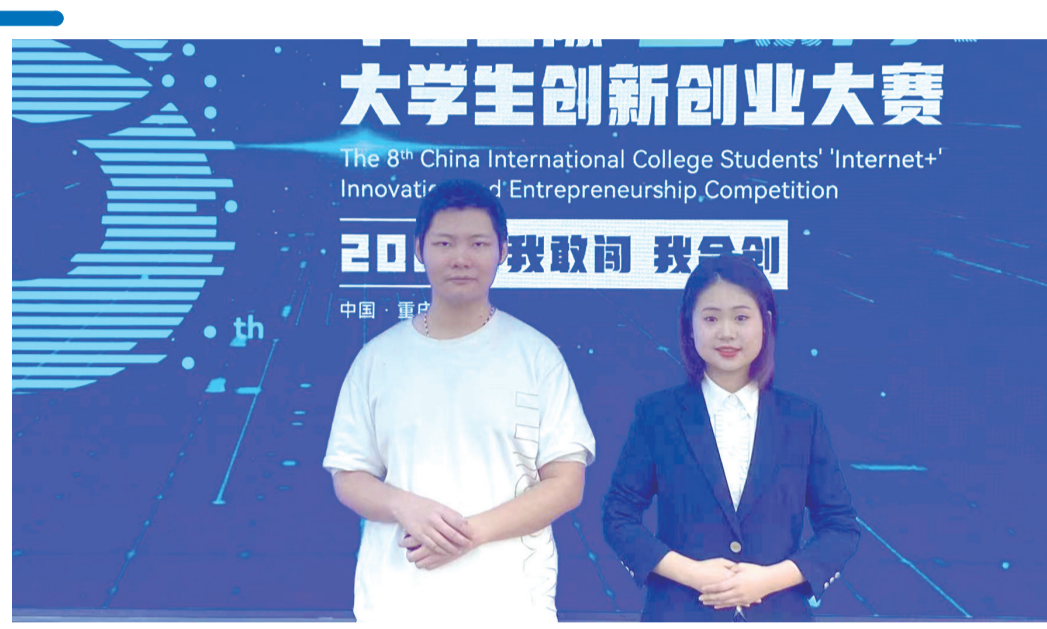 大学生创新创业大赛
The 8th China International College Students' 'Internet+'
Entrepreneurship Competition
我敢闯 我会创
中国·重庆
th